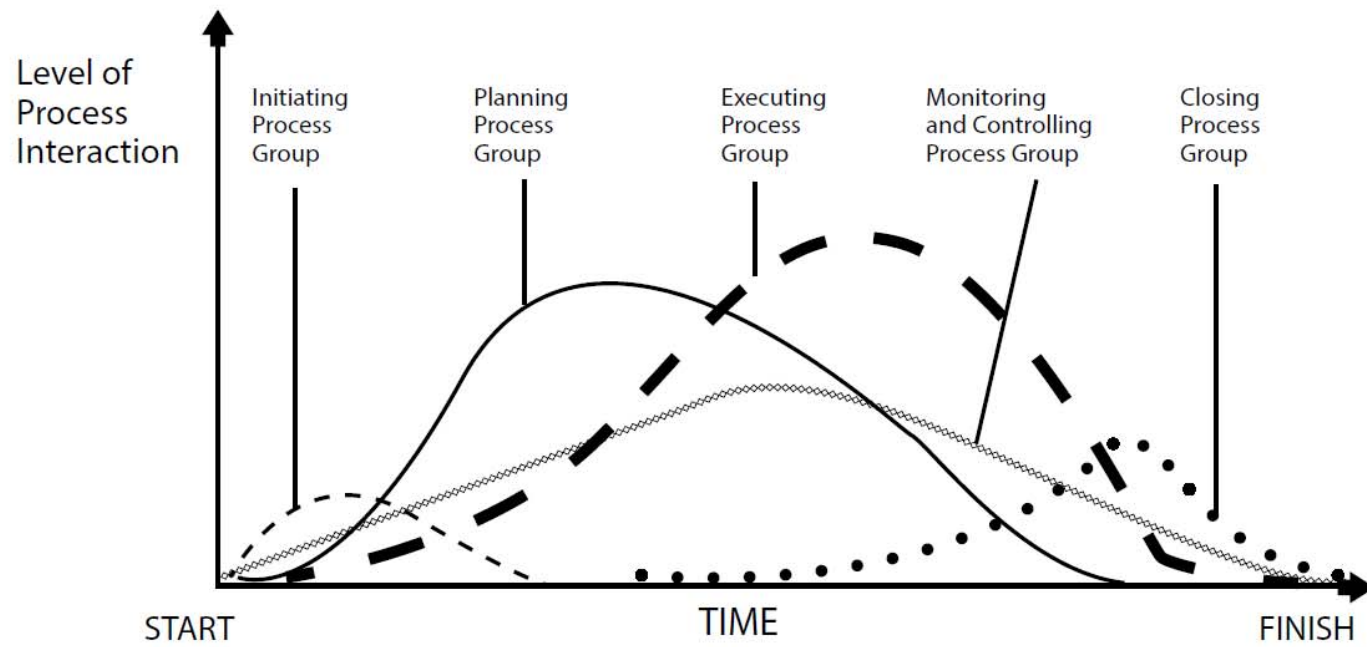 Level of
Process
Interaction
Initiating
Process
Group
Planning
Process
Group
Executing
Process
Group
Monitoring
and Controlling
Process Group
Closing
Process
Group
START
TIME
FINISH